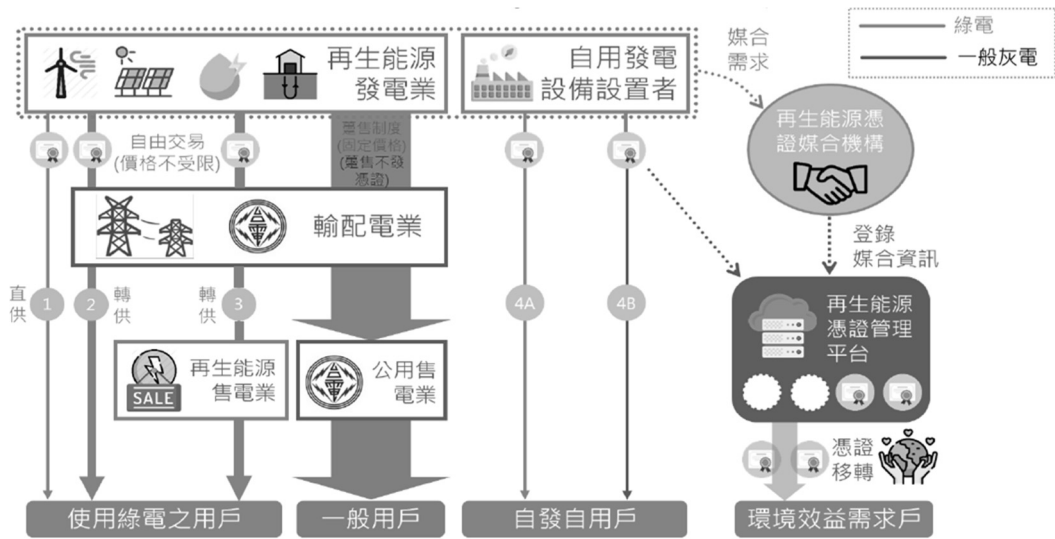 再生能源
發電業
自用發電
設備設置者
媒合
需求
綠電
一般灰電
自由交易
(價格不受限)
躉售制度
(固定價格)
(躉售不發
憑證)
再生能源憑
證媒合機構
輸配電業
登錄
媒合資訊
直
供
1
2
轉
供
轉
供
3
4A
4B
再生能源
憑證管理
平台
再生能源
售電業
SALE
公用售
電業
憑證
移轉
使用綠電之用戶
一般用戶
自發自用戶
環境效益需求戶